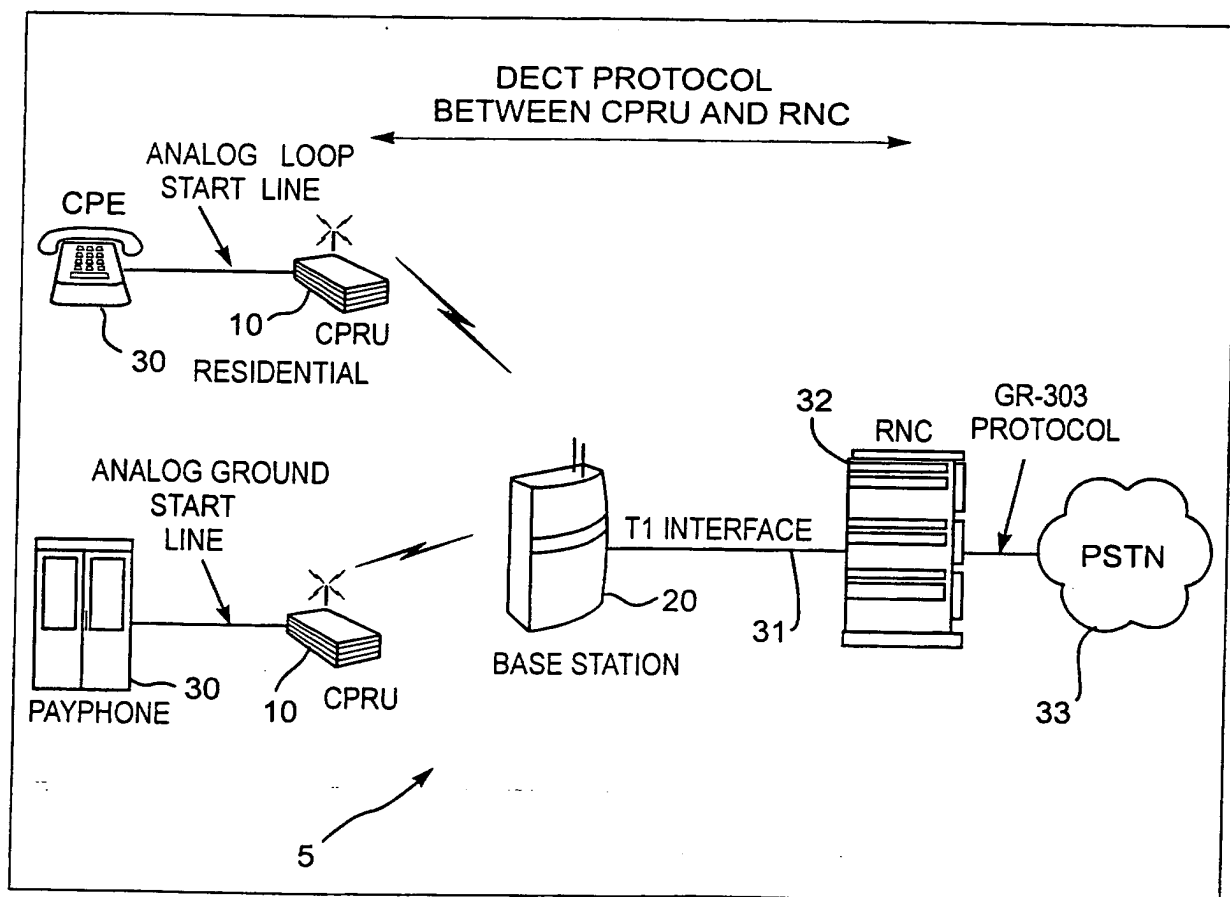 DECT PROTOCOL
BETWEEN CPRU AND RNC
ANALOG LOOP
START LINE
CPE
10
CPRU
30
RESIDENTIAL
32
RNC
GR-303
PROTOCOL
ANALOG GROUND
START
LINE
T1 INTERFACE
PSTN
20
31
BASE STATION
30
10
CPRU
PAYPHONE
33
5